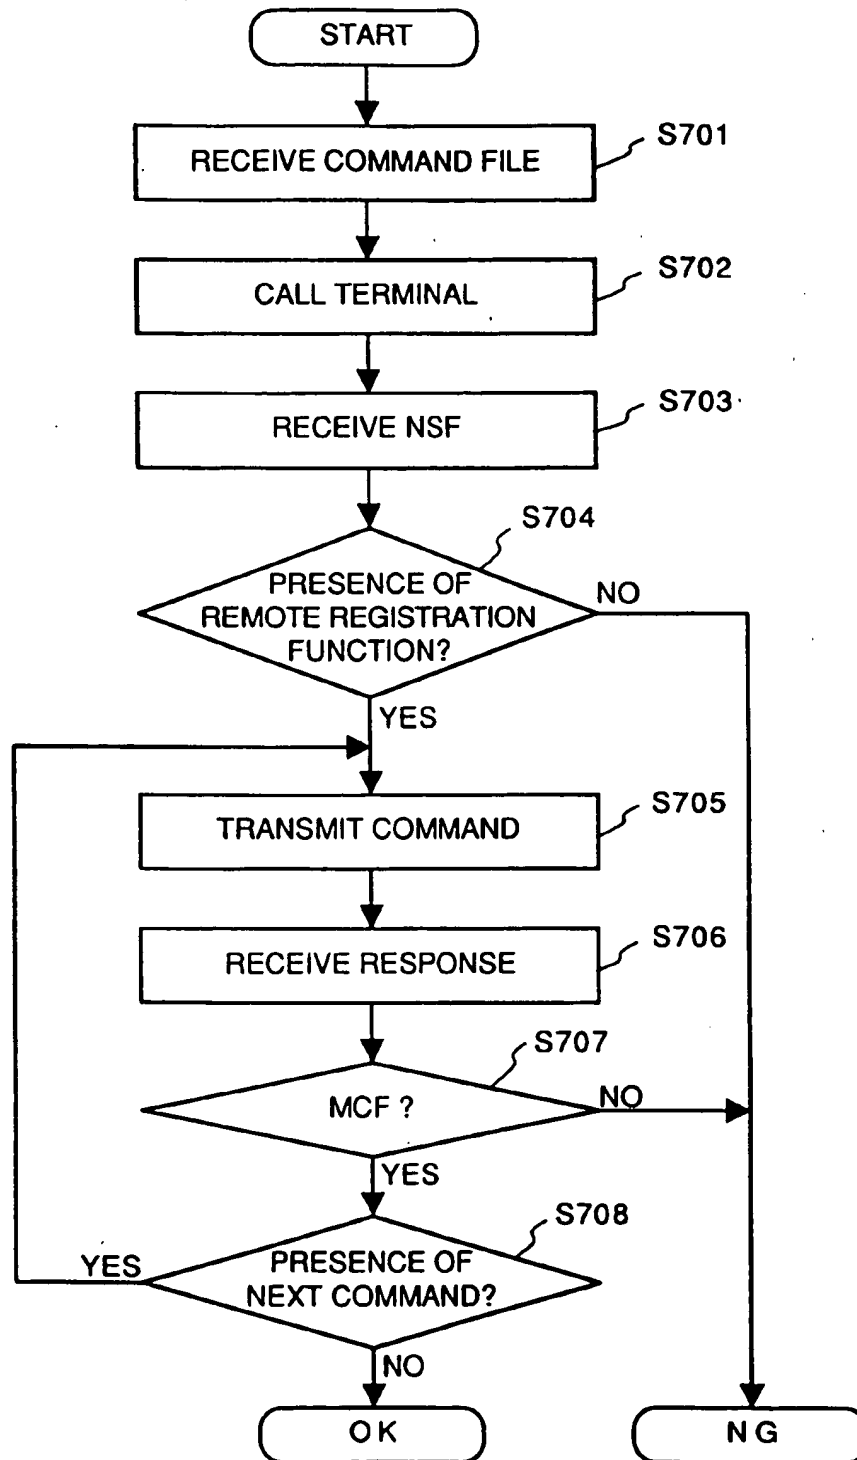 START
RECEIVE COMMAND FILE
S701
CALL TERMINAL
S702
RECEIVE NSF
S703
S704
PRESENCE OF
REMOTE REGISTRATION
FUNCTION?
NO
YES
TRANSMIT COMMAND
S705
RECEIVE RESPONSE
S706
S707
MCF ?
NO
YES
S708
PRESENCE OF
NEXT COMMAND?
YES
NO
OK
NG